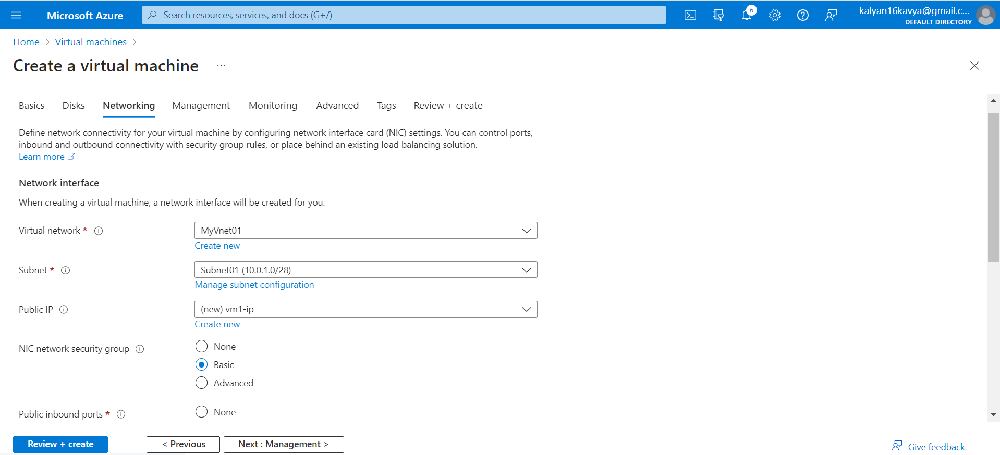 Microsoft Azure
Search resources, services, and docs (G+/)
6
kalyan16kavya@gmail.c...
DEFAULT DIRECTORY
Home > Virtual machines >
Create a virtual machine ...
Basics Disks Networking Management Monitoring Advanced Tags Review + create
Define network connectivity for your virtual machine by configuring network interface card (NIC) settings. You can control ports,
inbound and outbound connectivity with security group rules, or place behind an existing load balancing solution.
Learn more
Network interface
When creating a virtual machine, a network interface will be created for you.
Virtual network *
MyVnet01
Create new
Subnet *
Subnet01 (10.0.1.0/28)
Manage subnet configuration
Public IP
(new) vm1-ip
Create new
NIC network security group
None
Basic
Advanced
Public inbound ports *
None
Review + create
< Previous
Next : Management >
Give feedback